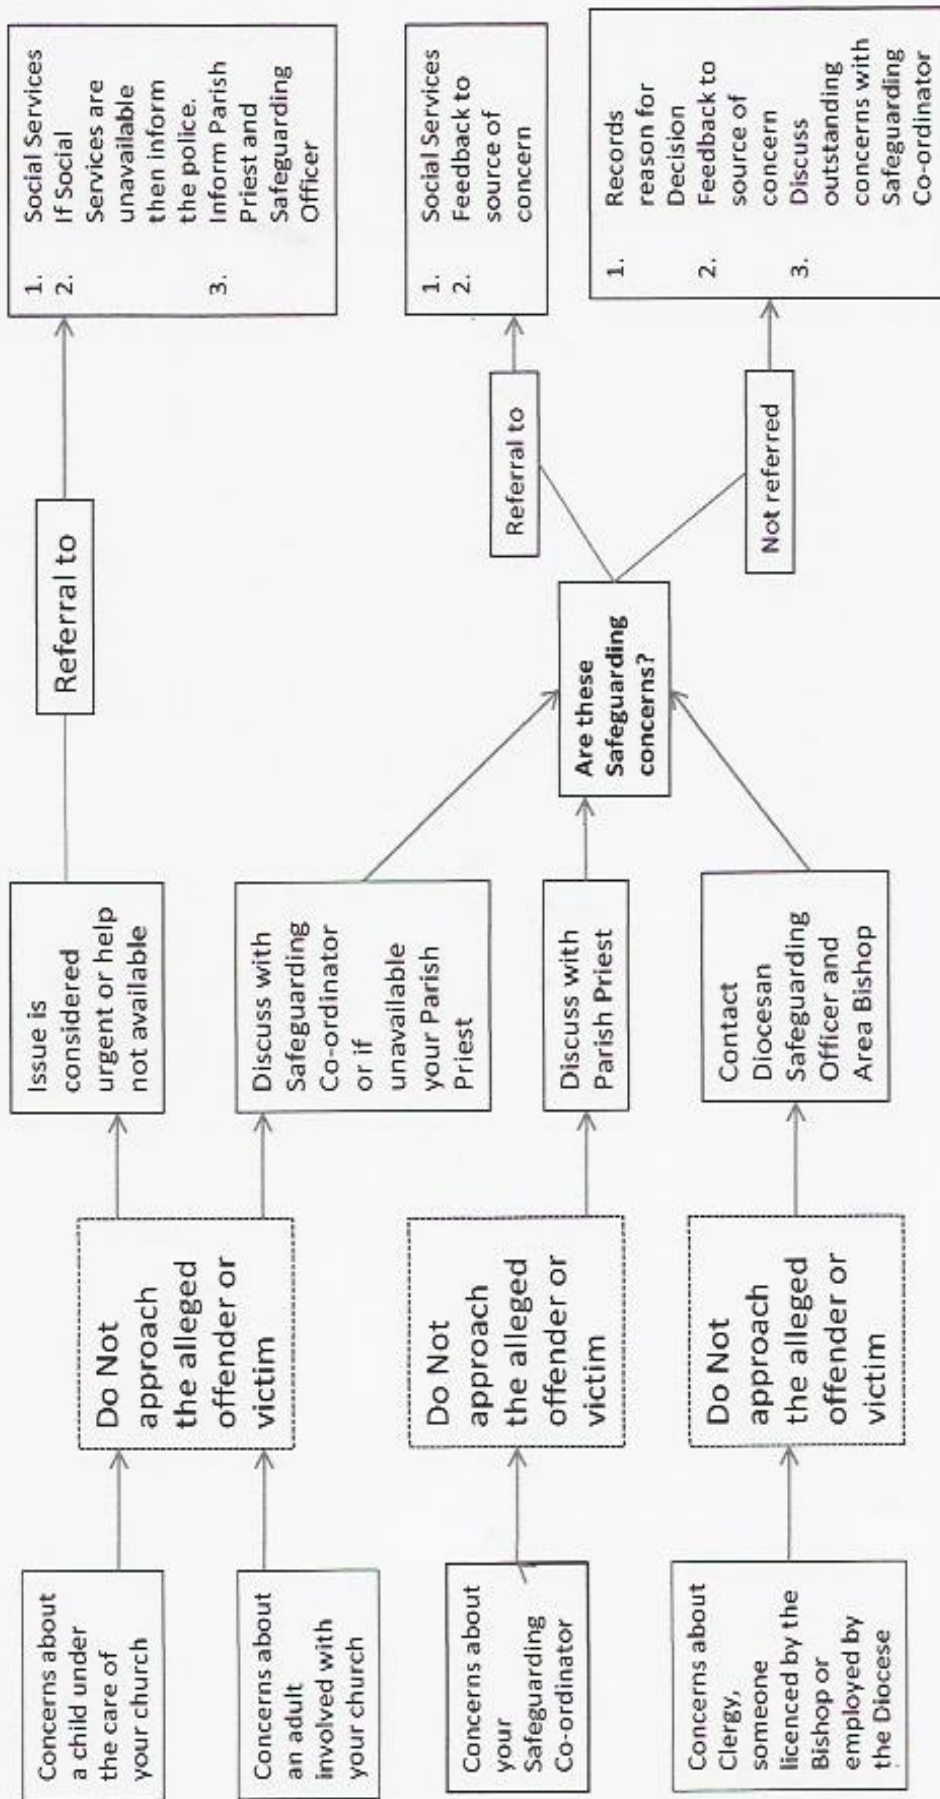 Concerns about
a child under
the care of
your church
Concerns about
an adult
involved with
your church
Concerns about
your
Safeguarding
Co-ordinator
Concerns about
Clergy,
someone
licenced by the
Bishop or
employed by
the Diocese
Do Not
approach
the alleged
offender or
victim
Do Not
approach
the alleged
offender or
victim
Do Not
approach
the alleged
offender or
victim
Issue is
considered
urgent or help
not available
Discuss with
Safeguarding
Co-ordinator
or if
unavailable
your Parish
Priest
Discuss with
Parish Priest
Contact
Diocesan
Safeguarding
Officer and
Area Bishop
Are these
Safeguarding
concerns?
Referral to
Referral to
Not referred
1. Social Services
2. If Social
Services are
unavailable
then inform
the police.
3. Inform Parish
Priest and
Safeguarding
Officer
1. Social Services
2. Feedback to
source of
concern
1. Records
reason for
Decision
2. Feedback to
source of
concern
3. Discuss
outstanding
concerns with
Safeguarding
Co-ordinator